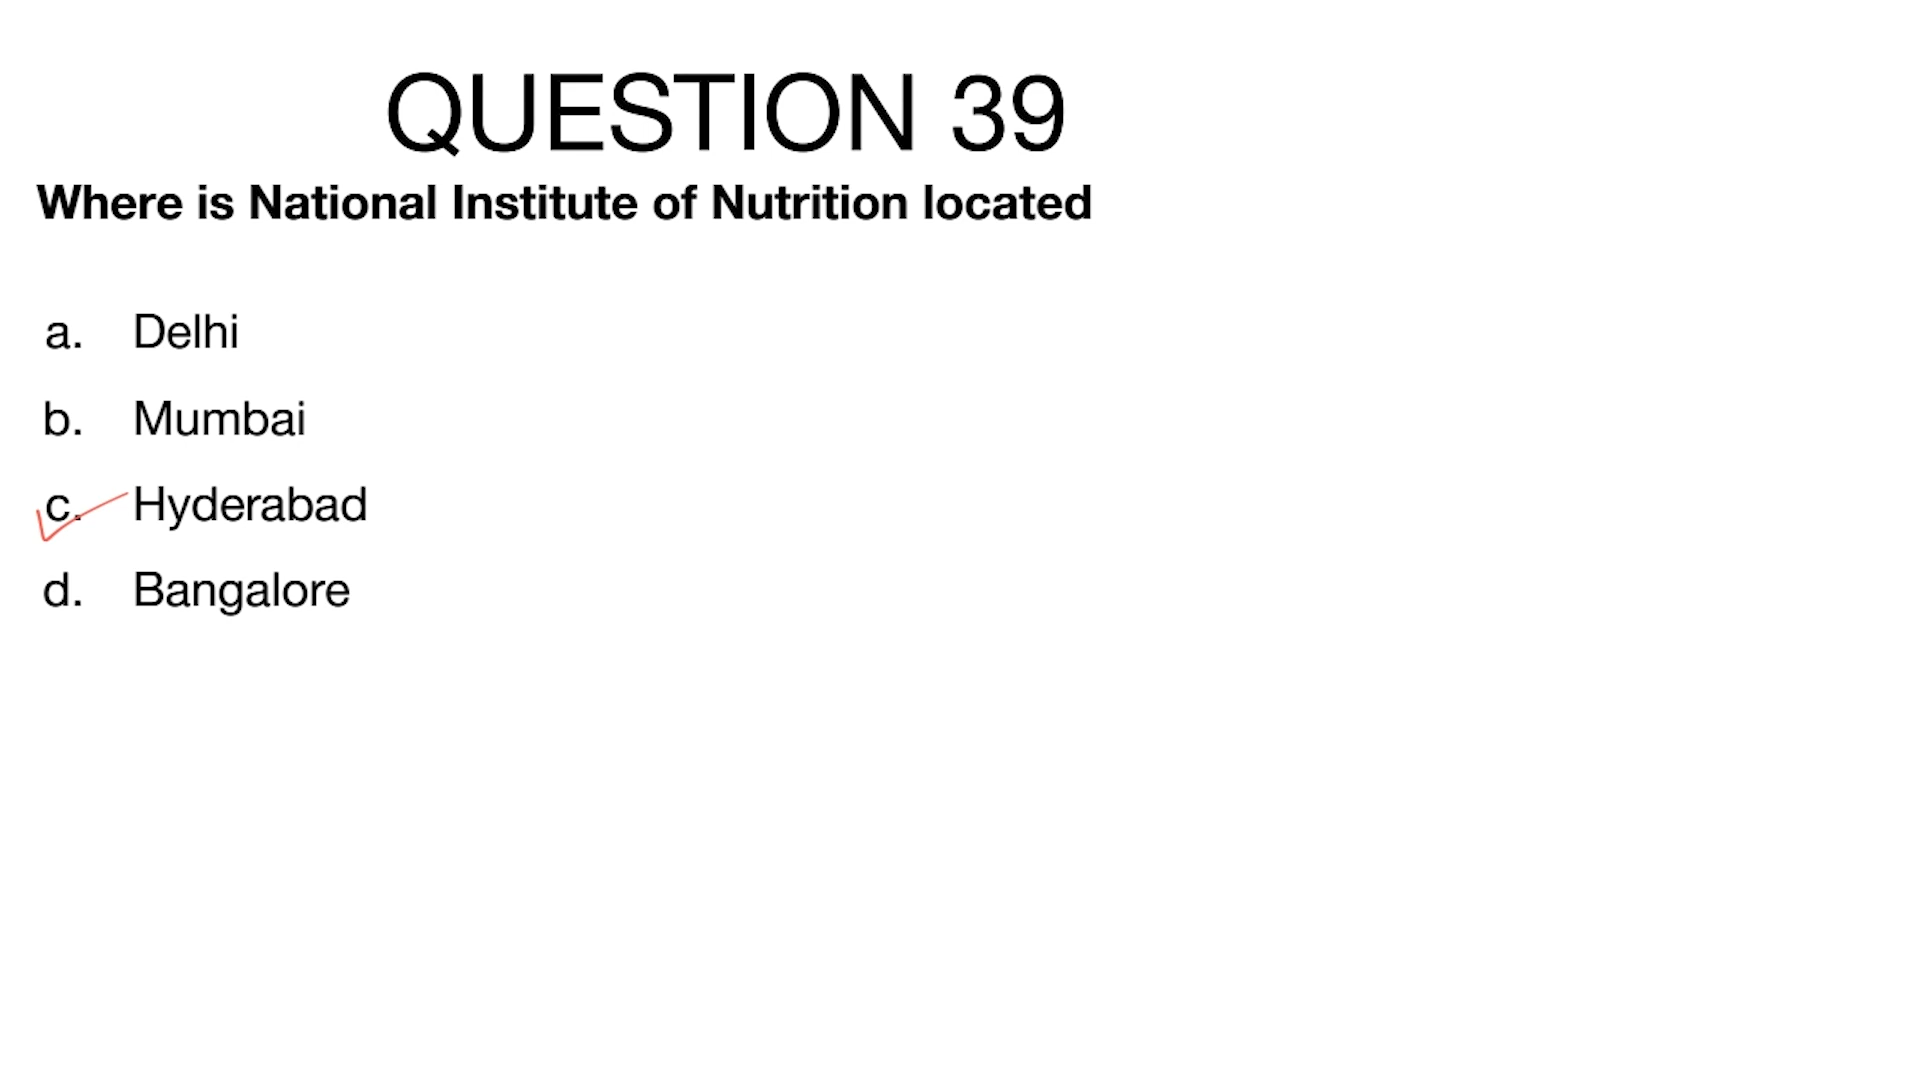 QUESTION 39
Where is National Institute of Nutrition located
a. Delhi
b. Mumbai
c. Hyderabad
d. Bangalore